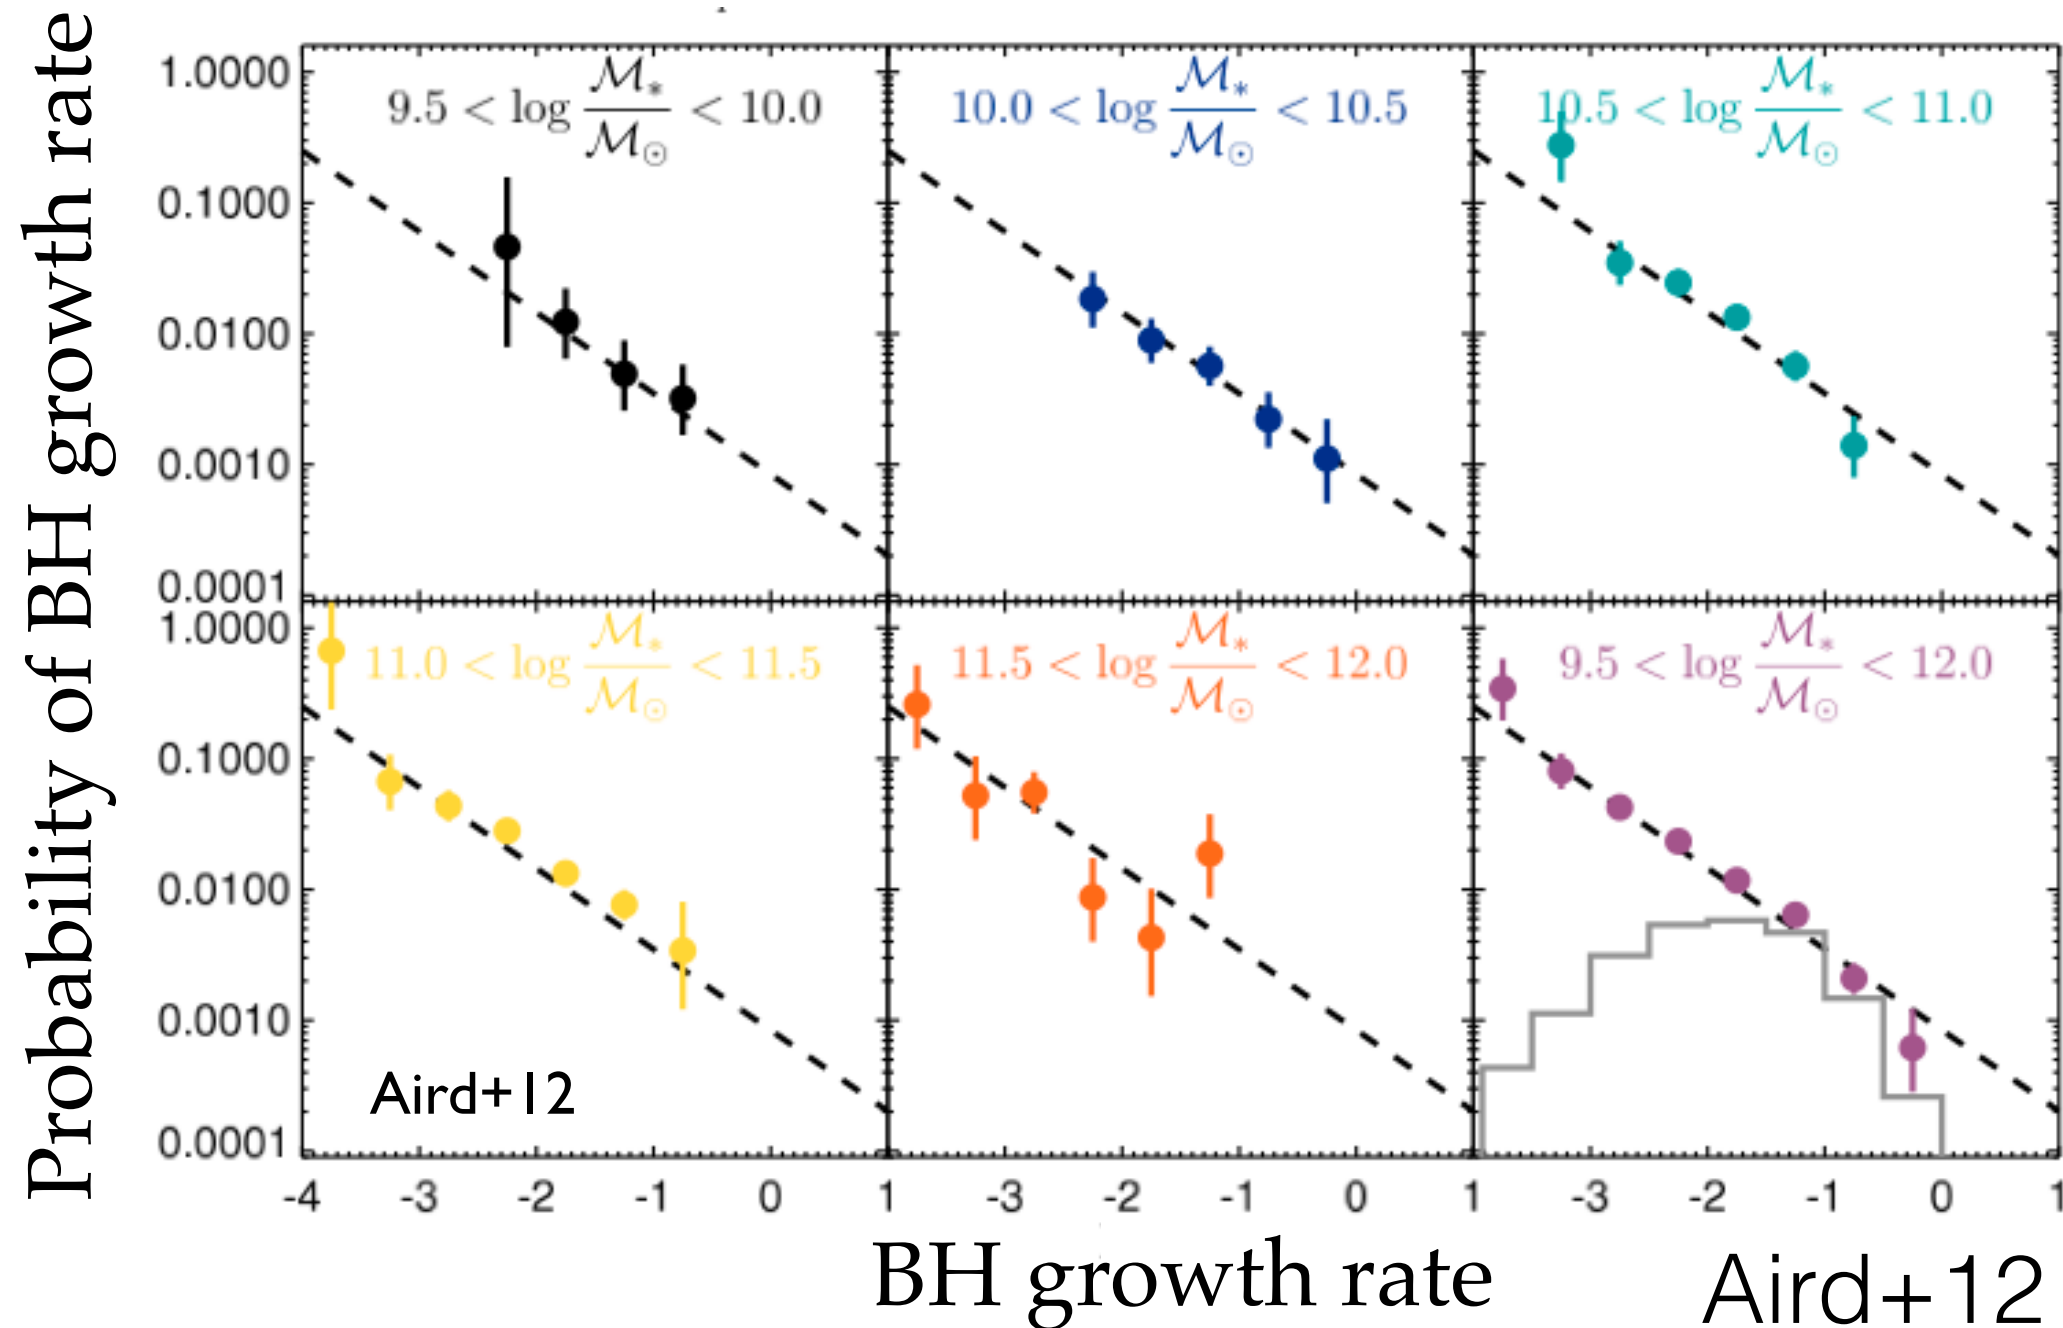 Probability of BH growth rate
1.0000
0.1000
0.0100
0.0010
0.0001
9.5 < log M* / M⊙ < 10.0
10.0 < log M* / M⊙ < 10.5
10.5 < log M* / M⊙ < 11.0
1.0000
0.1000
0.0100
0.0010
0.0001
11.0 < log M* / M⊙ < 11.5
11.5 < log M* / M⊙ < 12.0
9.5 < log M* / M⊙ < 12.0
Aird+12
-4 -3 -2 -1 0 1 -3 -2 -1 0 1 -3 -2 -1 0 1
BH growth rate
Aird+12